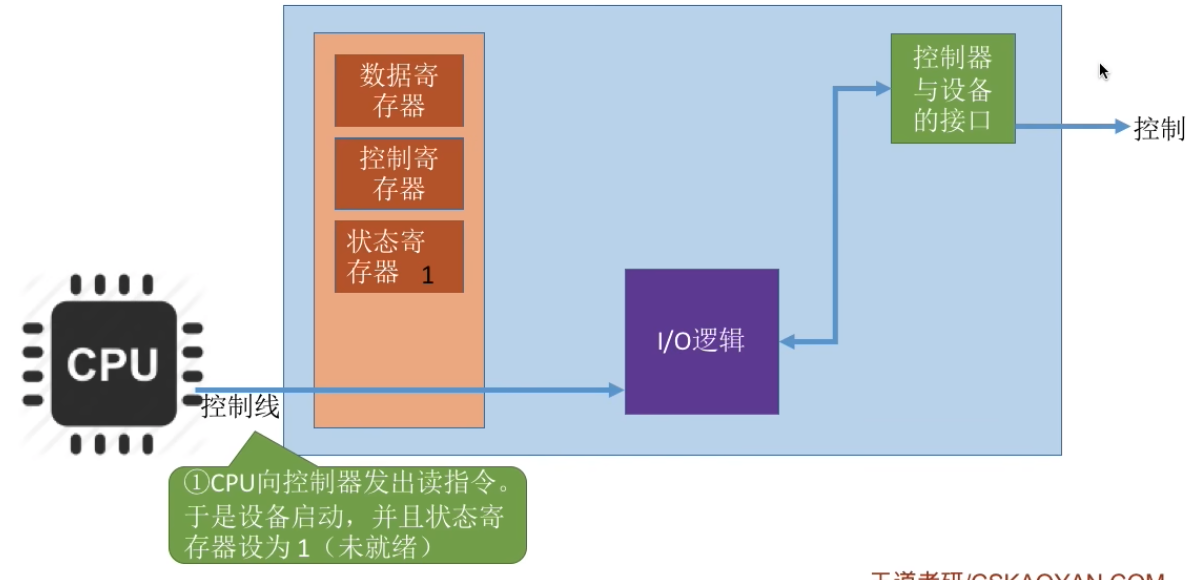 数据寄
存器
控制寄
存器
状态寄
存器 1
控制器
与设备
的接口
控制
I/O逻辑
CPU
控制线
①CPU向控制器发出读指令。
于是设备启动，并且状态寄
存器设为 1（未就绪）
王道考研/CSKAOYAN.COM